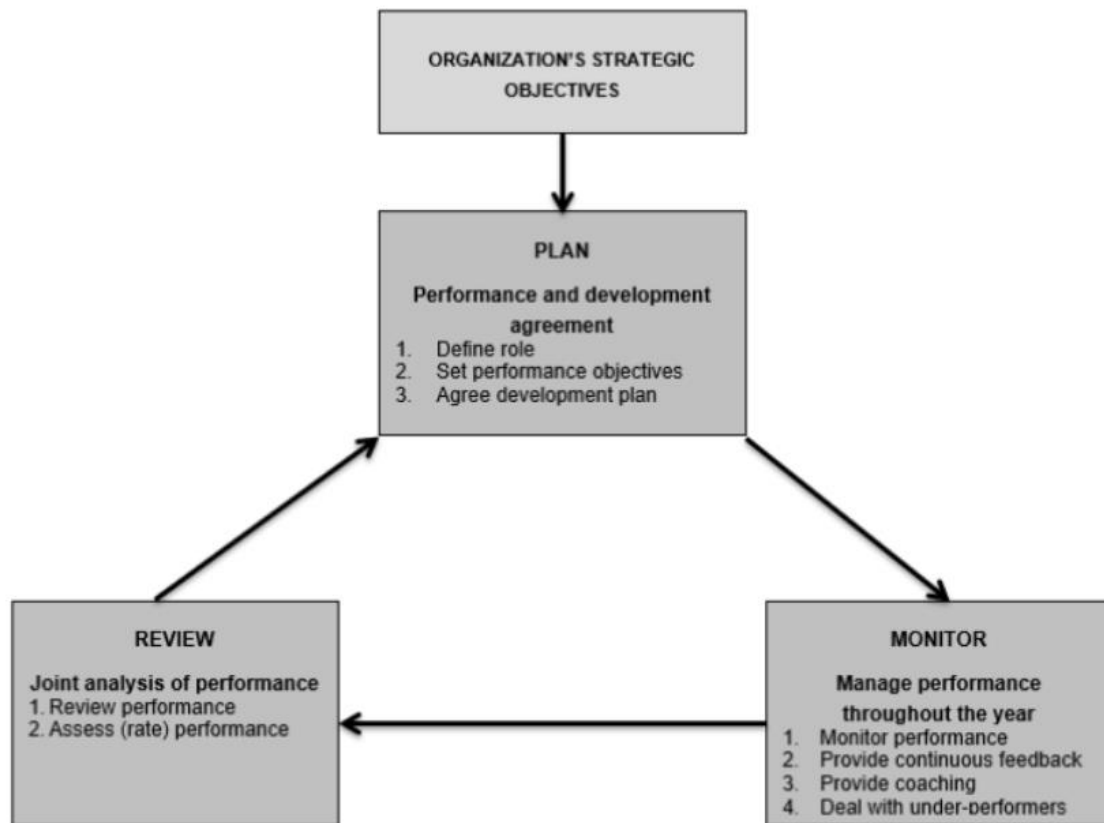 ORGANIZATION'S STRATEGIC
OBJECTIVES
PLAN
Performance and development
agreement
1. Define role
2. Set performance objectives
3. Agree development plan
REVIEW
Joint analysis of performance
1. Review performance
2. Assess (rate) performance
MONITOR
Manage performance
throughout the year
1. Monitor performance
2. Provide continuous feedback
3. Provide coaching
4. Deal with under-performers